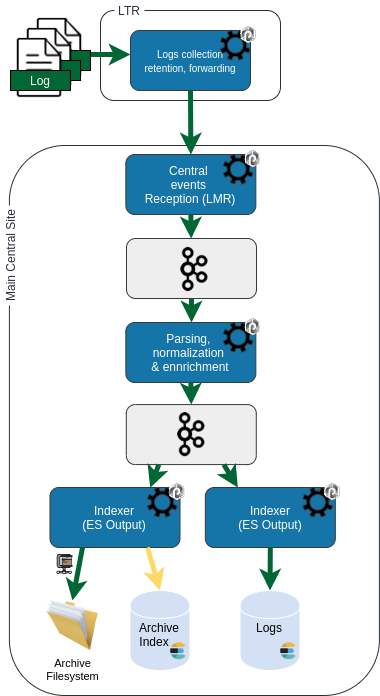 LTR
Log
Logs collection
retention, forwarding
Main Central Site
Central
events
Reception (LMR)
Parsing,
normalization
& ennrichment
Indexer
(ES Output)
Indexer
(ES Output)
Archive
Filesystem
Archive
Index
Logs